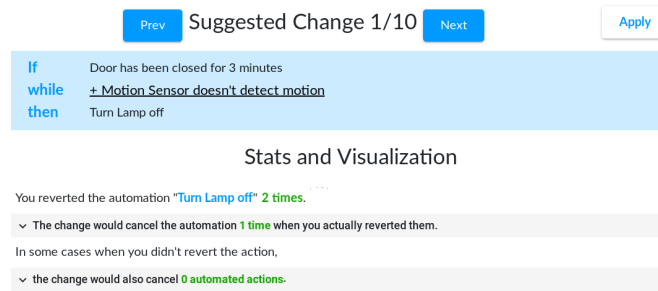 Prev Suggested Change 1/10 Next Apply
If Door has been closed for 3 minutes
while + Motion Sensor doesn't detect motion
then Turn Lamp off
Stats and Visualization
You reverted the automation "Turn Lamp off" 2 times.
The change would cancel the automation 1 time when you actually reverted them.
In some cases when you didn't revert the action,
the change would also cancel 0 automated actions.